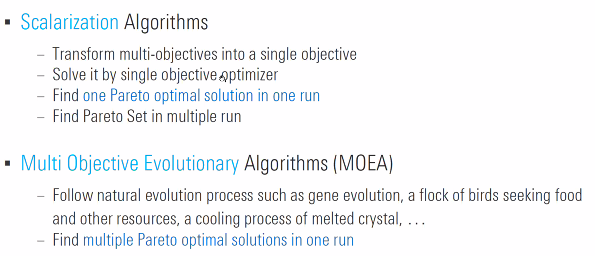 ▪ Scalarization Algorithms
– Transform multi-objectives into a single objective
– Solve it by single objective optimizer
– Find one Pareto optimal solution in one run
– Find Pareto Set in multiple run
▪ Multi Objective Evolutionary Algorithms (MOEA)
– Follow natural evolution process such as gene evolution, a flock of birds seeking food
and other resources, a cooling process of melted crystal, …
– Find multiple Pareto optimal solutions in one run